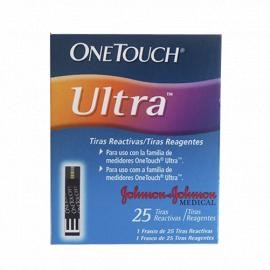 ONETOUCH®
Ultra™
Tiras Reactivas/Tiras Reagentes
Para uso con la familia de
medidores OneTouch® Ultra™.
Para uso com a familia de
medidores OneTouch® Ultra™.
Johnson-Johnson
MEDICAL
25 Tiras Reactivas / Tiras Reagentes
1 Frasco de 25 Tiras Reactivas
1 Frasco de 25 Tiras Reagentes